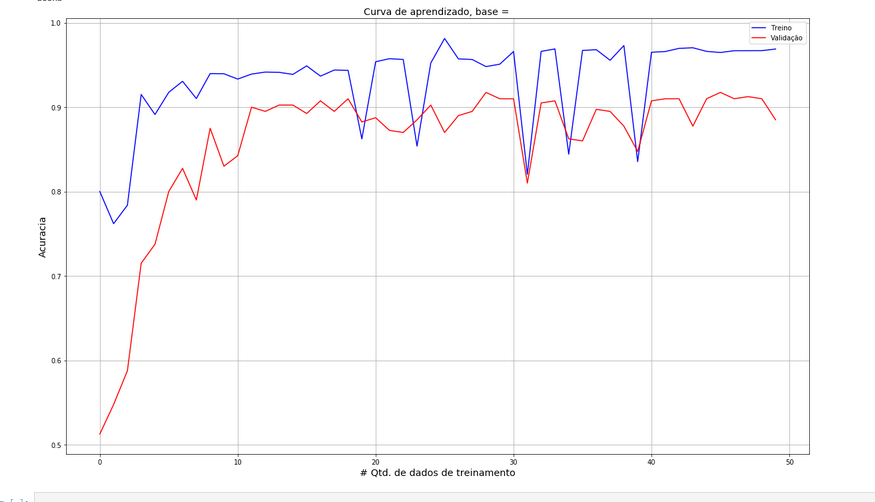 Curva de aprendizado, base =
Treino
Validação
1.0
0.9
0.8
0.7
0.6
0.5
Acuracia
0 10 20 30 40 50
# Qtd. de dados de treinamento